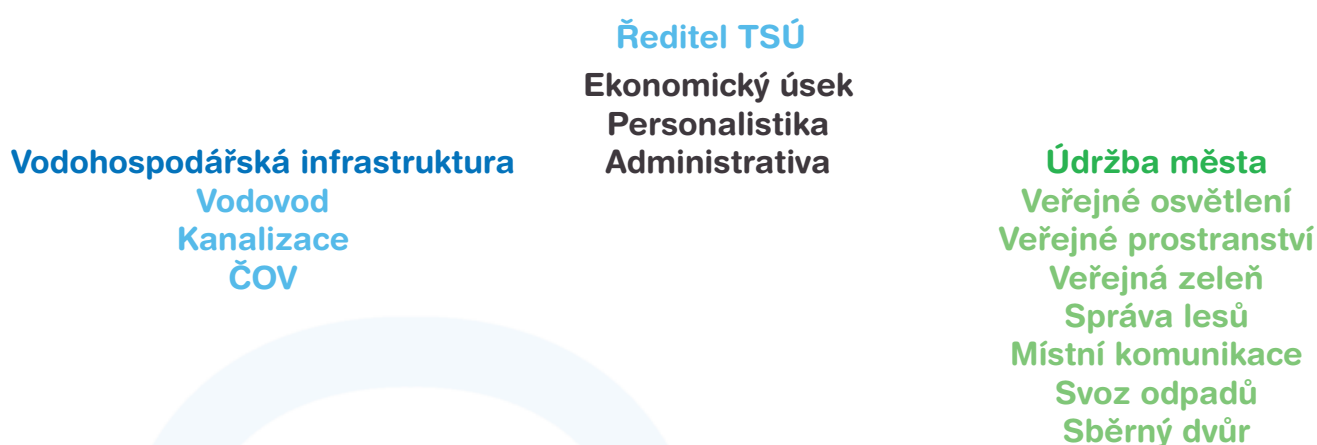 Ředitel TSÚ
Ekonomický úsek
Personalistika
Administrativa
Vodohospodářská infrastruktura
Vodovod
Kanalizace
ČOV
Údržba města
Veřejné osvětlení
Veřejné prostranství
Veřejná zeleň
Správa lesů
Místní komunikace
Svoz odpadů
Sběrný dvůr